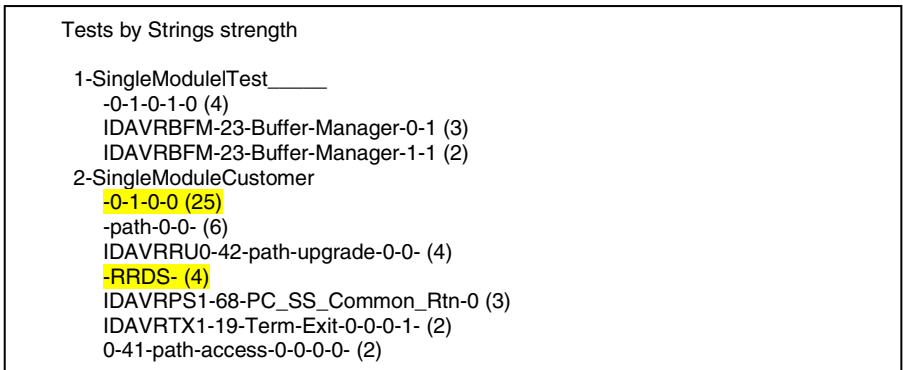 Tests by Strings strength
1-SingleModulelTest_____
-0-1-0-1-0 (4)
IDAVRBFM-23-Buffer-Manager-0-1 (3)
IDAVRBFM-23-Buffer-Manager-1-1 (2)
2-SingleModuleCustomer
-0-1-0-0 (25)
-path-0-0- (6)
IDAVRRU0-42-path-upgrade-0-0- (4)
-RRDS- (4)
IDAVRPS1-68-PC_SS_Common_Rtn-0 (3)
IDAVRTX1-19-Term-Exit-0-0-0-1- (2)
0-41-path-access-0-0-0-0- (2)